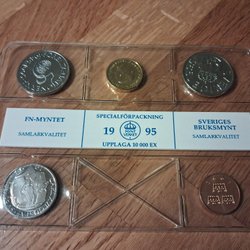 FN-MYNTET
SAMLARKVALITET
SPECIALFÖRPACKNING
19 95
UPPLAGA 10 000 EX
SVERIGES
BRUKSMYNT
SAMLARKVALITET